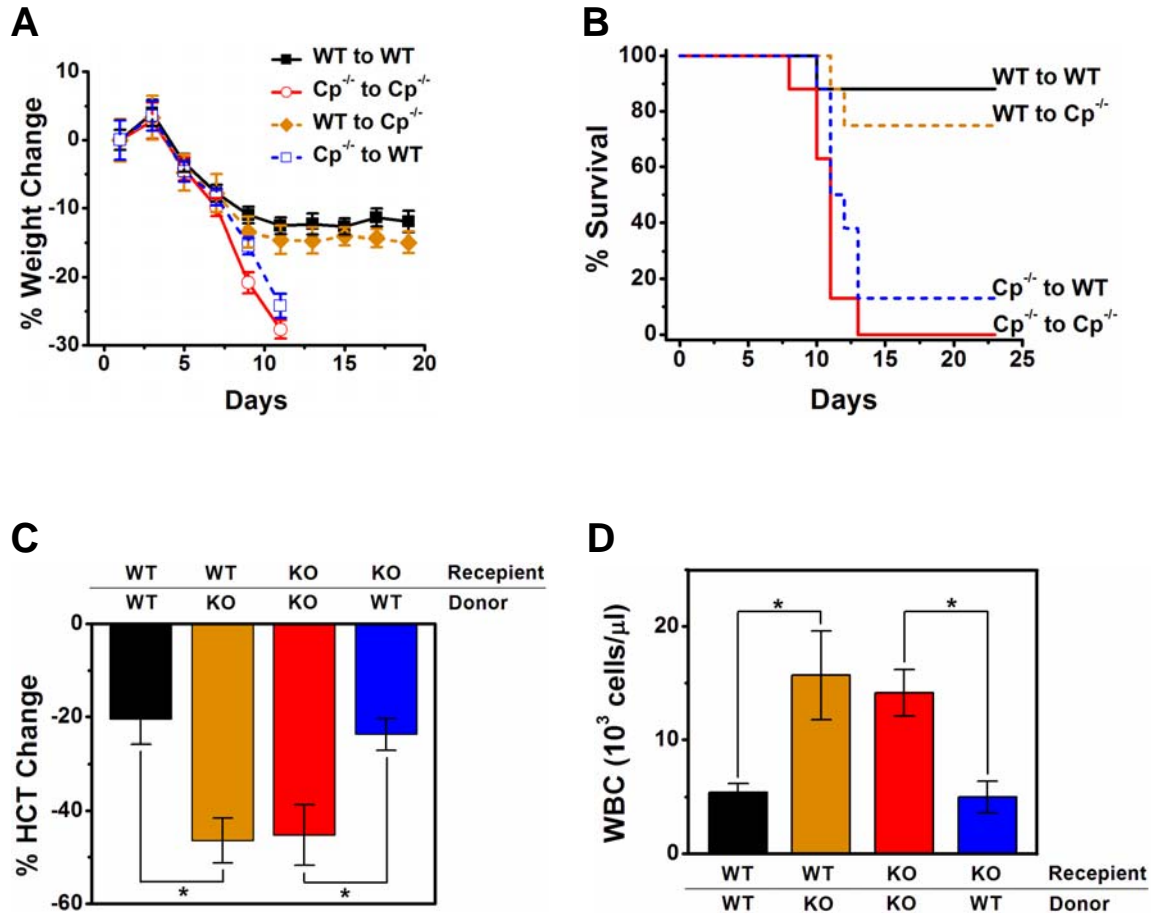 A
WT to WT
Cp-/- to Cp-/-
WT to Cp-/-
Cp-/- to WT
10
0
-10
-20
-30
% Weight Change
0 5 10 15 20
Days
B
100
80
60
40
20
0
% Survival
WT to WT
WT to Cp-/-
Cp-/- to WT
Cp-/- to Cp-/-
0 5 10 15 20 25
Days
C
WT WT KO KO Recepient
WT KO KO WT Donor
0
-20
-40
-60
% HCT Change
*
*
D
20
10
0
WBC (10³ cells/μl)
*
*
WT WT KO KO Recepient
WT KO KO WT Donor